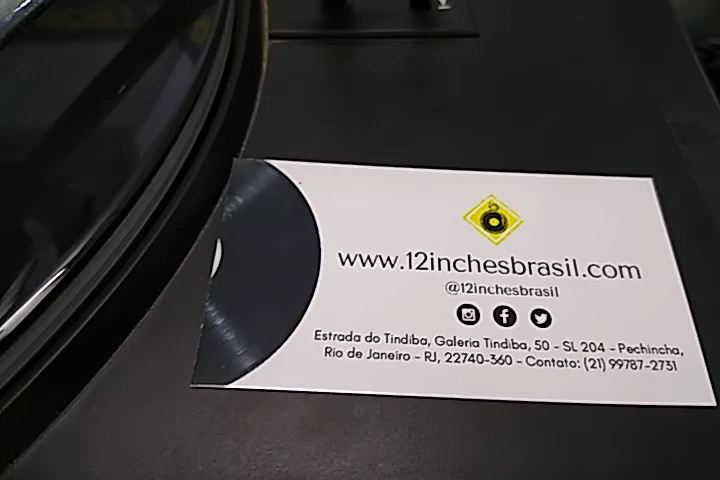 www.12inchesbrasil.com
@12inchesbrasil
Estrada do Tindiba, Galeria Tindiba, 50 - SL 204 - Pechincha,
Rio de Janeiro - RJ, 22740-360 - Contato: (21) 99787-2731